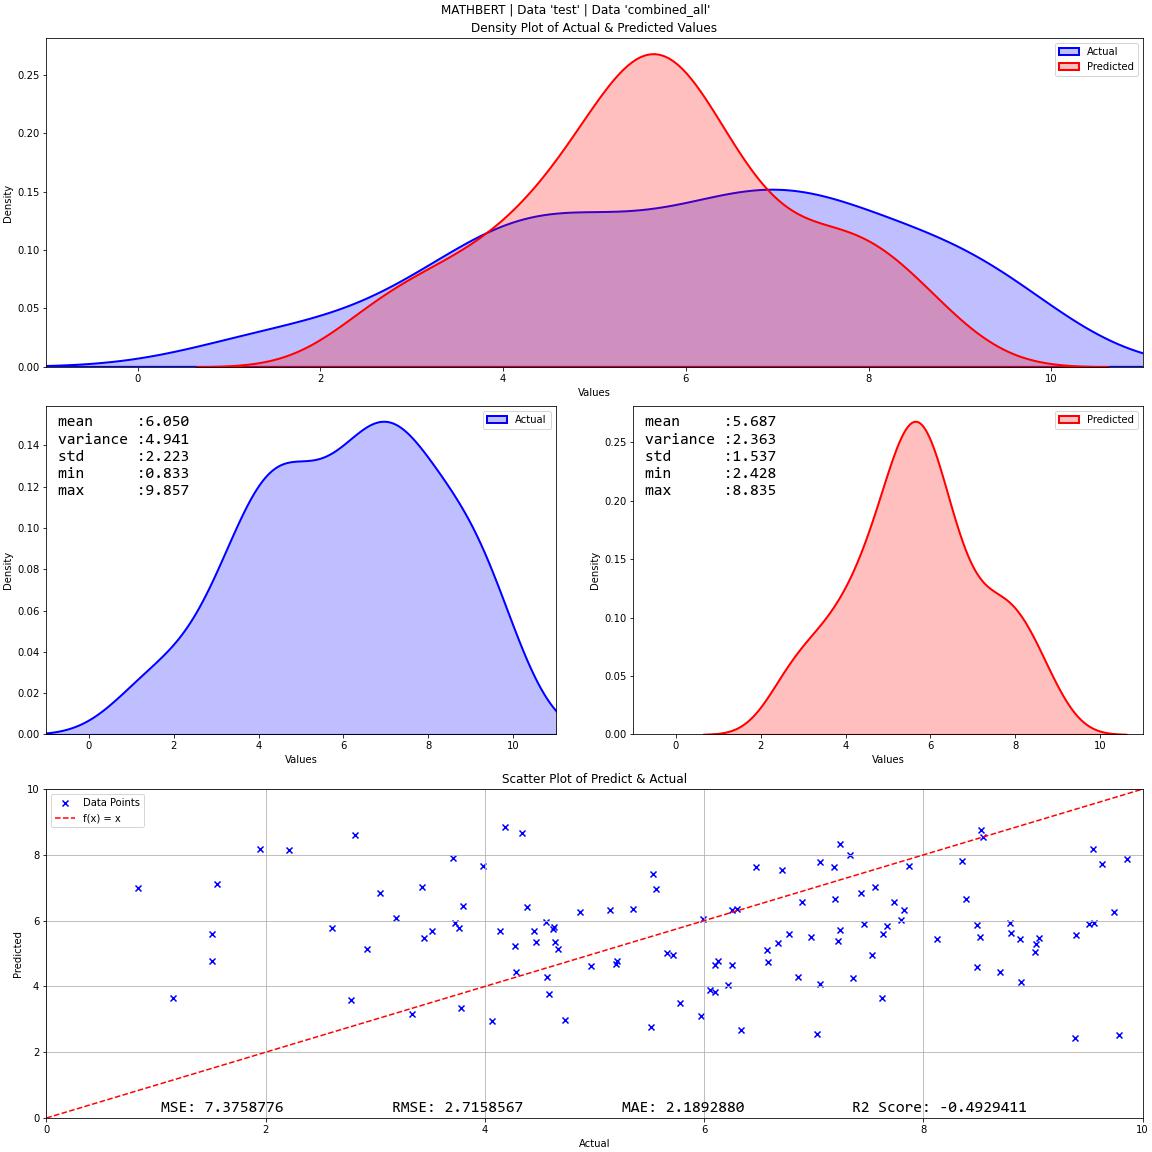 MATHBERT | Data 'test' | Data 'combined_all'
Density Plot of Actual & Predicted Values
Actual
Predicted
Density
0.25
0.20
0.15
0.10
0.05
0.00
0 2 4 6 8 10
Values
mean :6.050
variance :4.941
std :2.223
min :0.833
max :9.857
Actual
Density
0.14
0.12
0.10
0.08
0.06
0.04
0.02
0.00
0 2 4 6 8 10
Values
mean :5.687
variance :2.363
std :1.537
min :2.428
max :8.835
Predicted
Density
0.25
0.20
0.15
0.10
0.05
0.00
0 2 4 6 8 10
Values
Scatter Plot of Predict & Actual
Data Points
f(x) = x
Predicted
10
8
6
4
2
0
MSE: 7.3758776 RMSE: 2.7158567 MAE: 2.1892880 R2 Score: -0.4929411
0 2 4 6 8 10
Actual